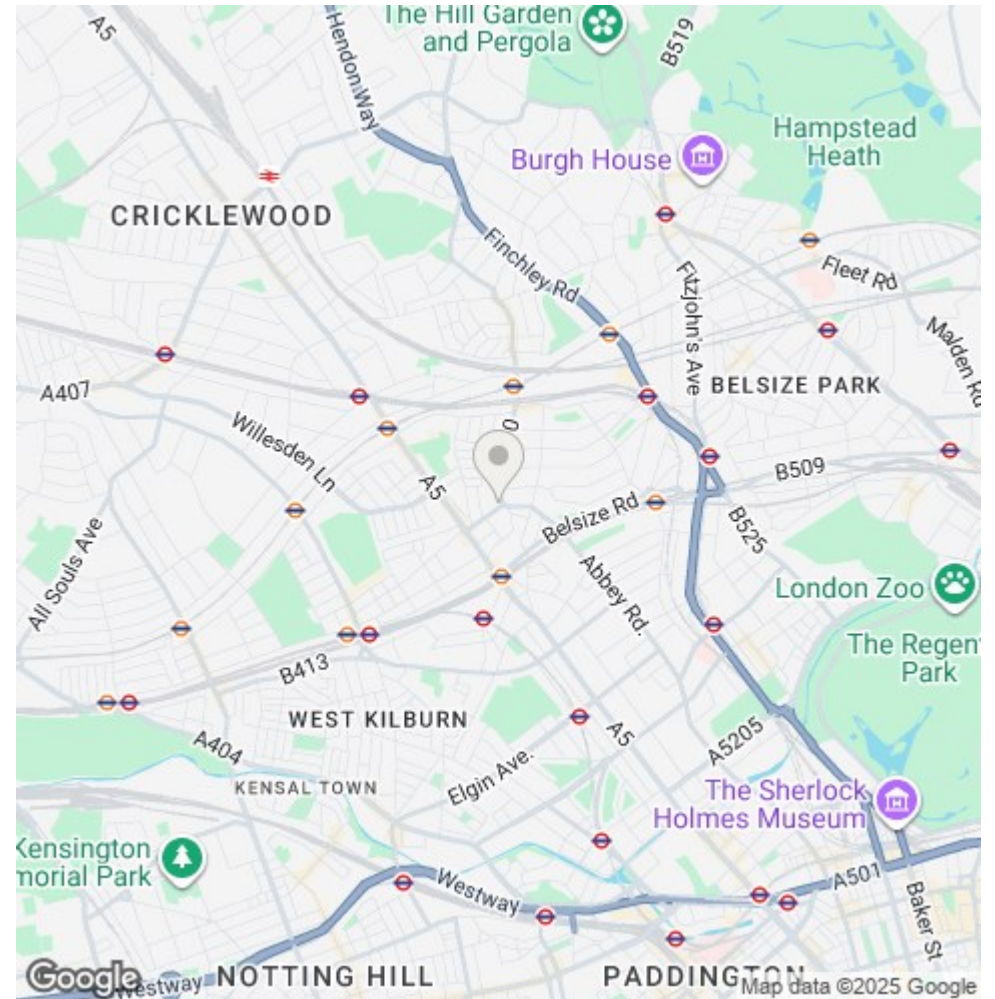 The Hill Garden
and Pergola
A5
Hendon Way
B519
Hampstead
Heath
Burgh House
CRICKLEWOOD
Finchley Rd
Fleet Rd
Fitzjohn's Ave
Malden Rd
BELSIZE PARK
A407
Willesden Ln
A5
B509
Belsize Rd
B525
All Souls Ave
Abbey Rd.
London Zoo
The Regent
Park
B413
WEST KILBURN
A404
A5
A5205
Elgin Ave.
KENSAL TOWN
The Sherlock
Holmes Museum
Kensington
morial Park
Westway
A501
Baker St
Google
Westway
NOTTING HILL
PADDINGTON
Map data ©2025 Google